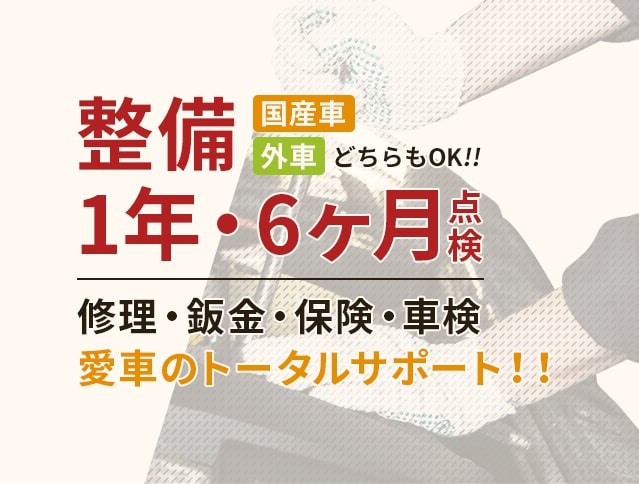 整備 国産車
外車 どちらもOK!!
1年・6ヶ月点検
修理・鈑金・保険・車検
愛車のトータルサポート！！